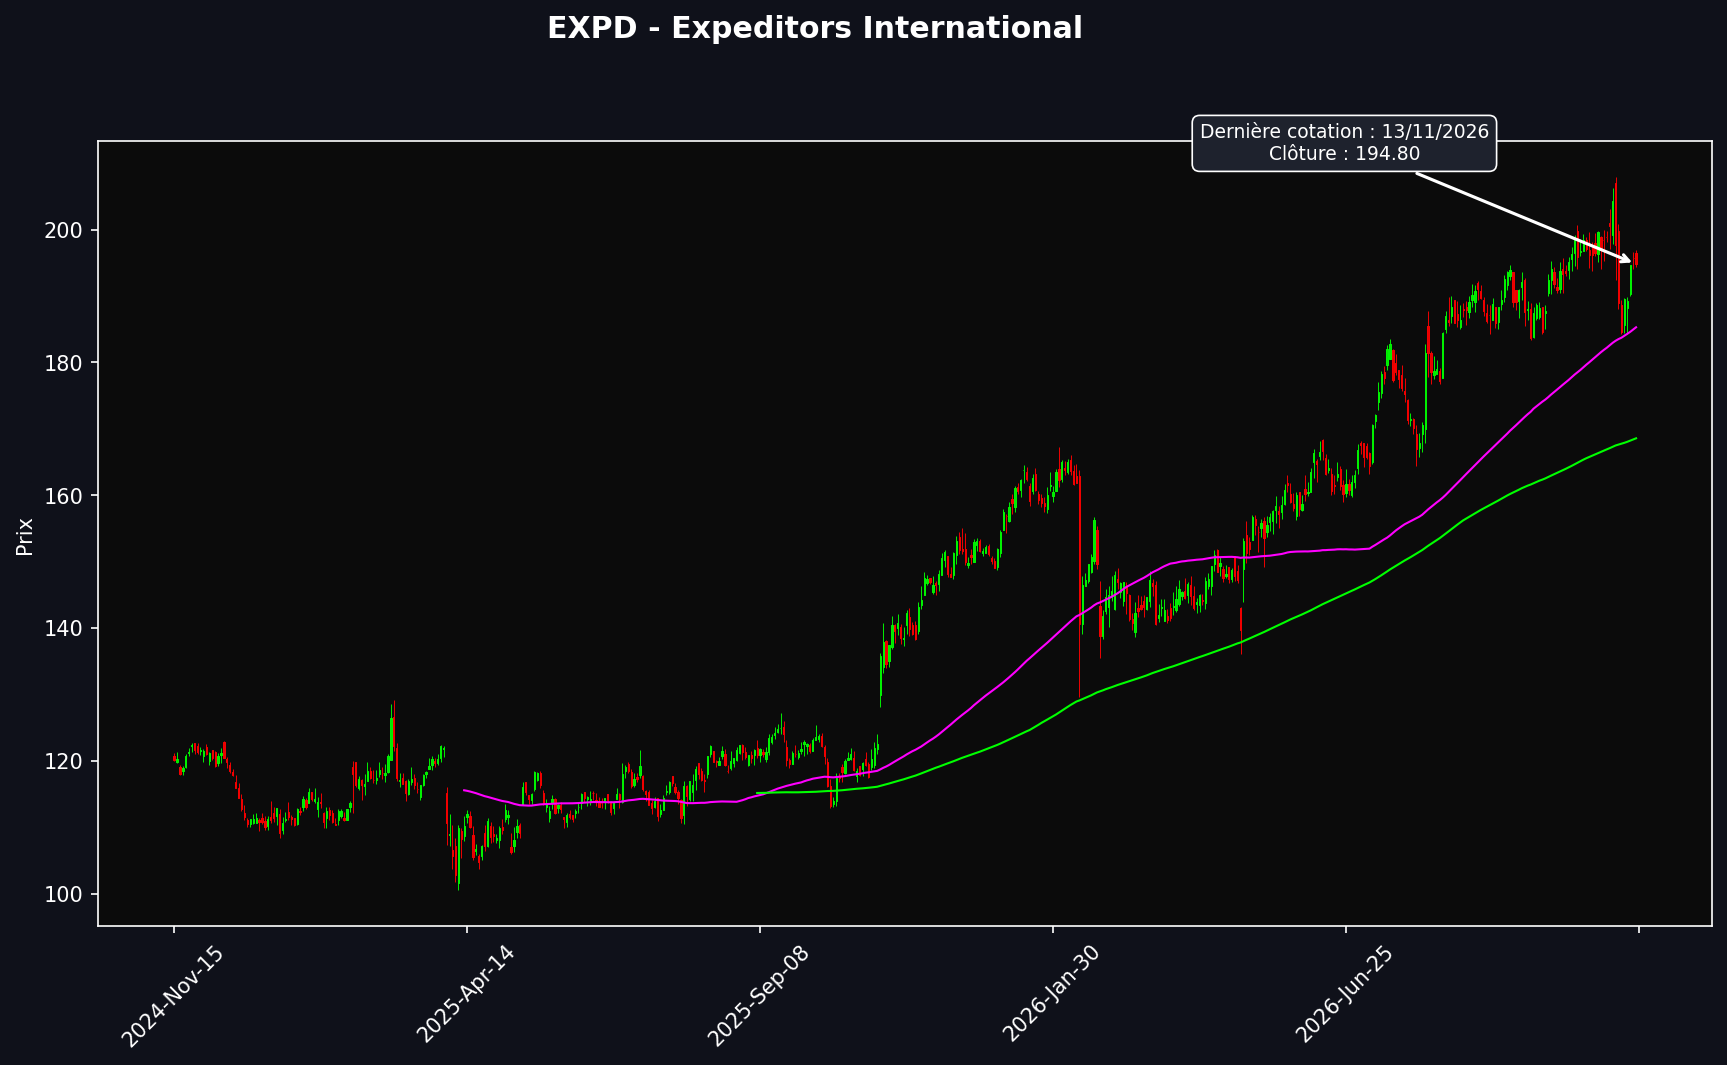 EXPD - Expeditors International
Dernière cotation : 13/11/2026
Clôture : 194.80
Prix
200
180
160
140
120
100
2024-Nov-15
2025-Apr-14
2025-Sep-08
2026-Jan-30
2026-Jun-25